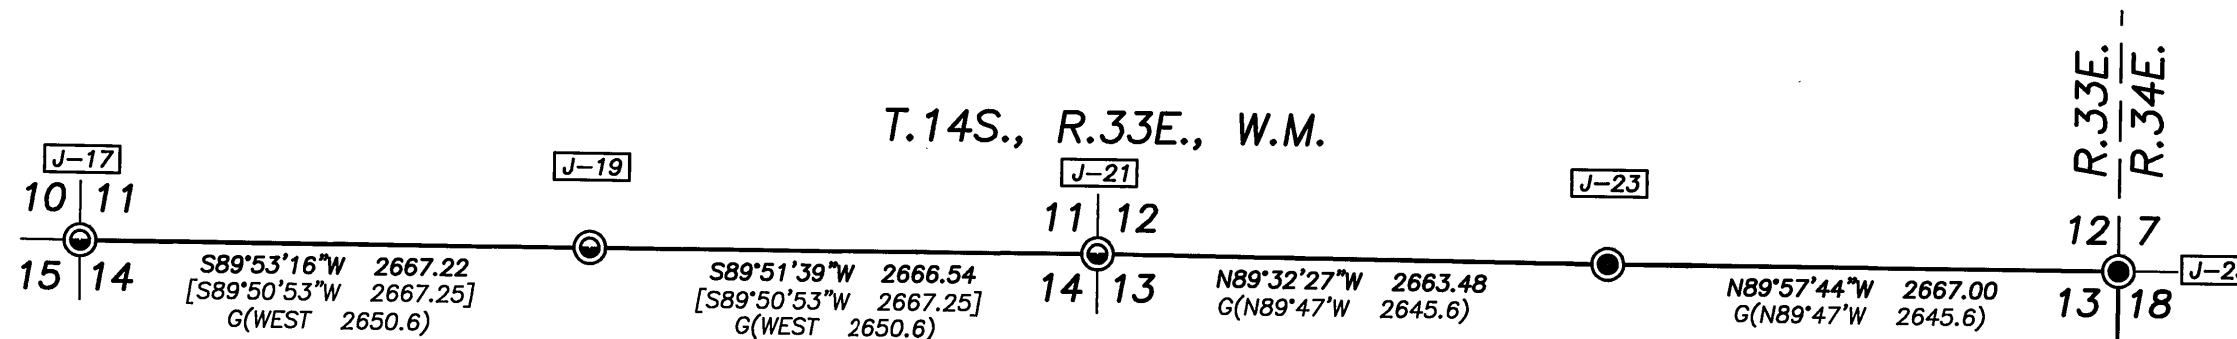 T.14S., R.33E., W.M.
R.33E.
R.34E.
J-17
J-19
J-21
J-23
10 11
15 14
11 12
14 13
12 7
13 18
S89°53'16"W 2667.22
[S89°50'53"W 2667.25]
G(WEST 2650.6)
S89°51'39"W 2666.54
[S89°50'53"W 2667.25]
G(WEST 2650.6)
N89°32'27"W 2663.48
G(N89°47'W 2645.6)
N89°57'44"W 2667.00
G(N89°47'W 2645.6)